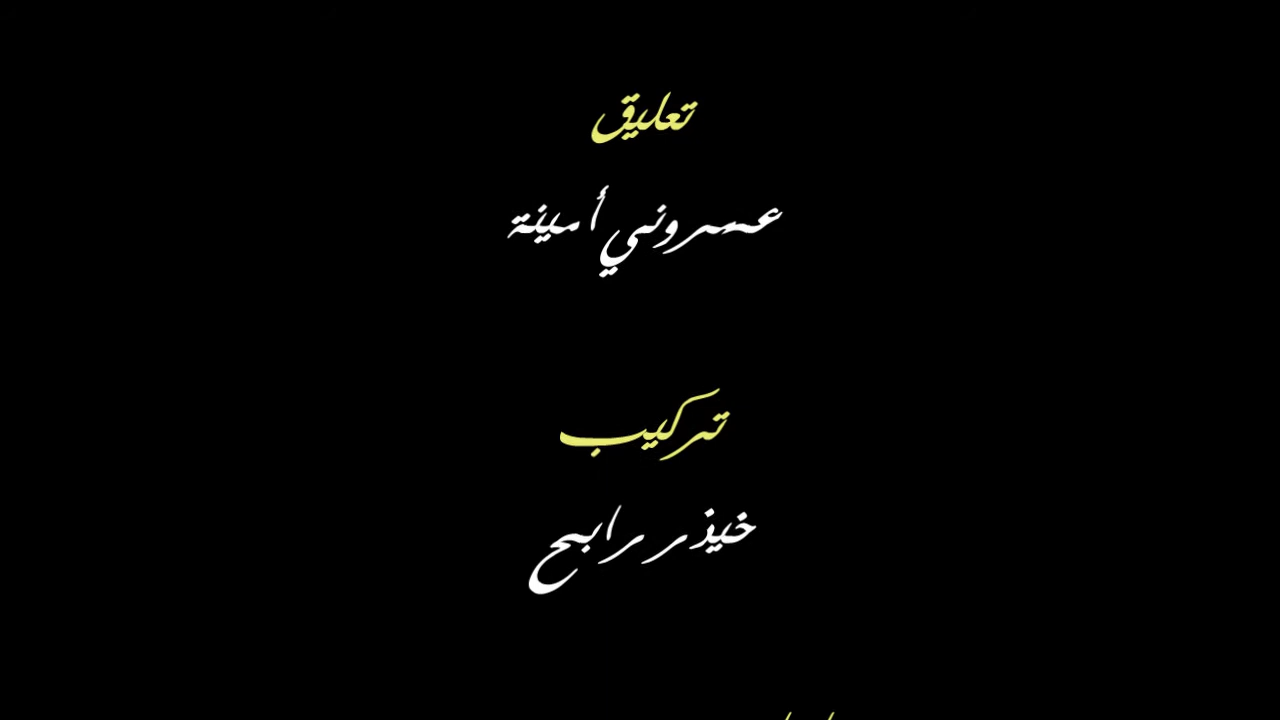 تعليق
عمروني أمينة
تركيب
خيذر رابح